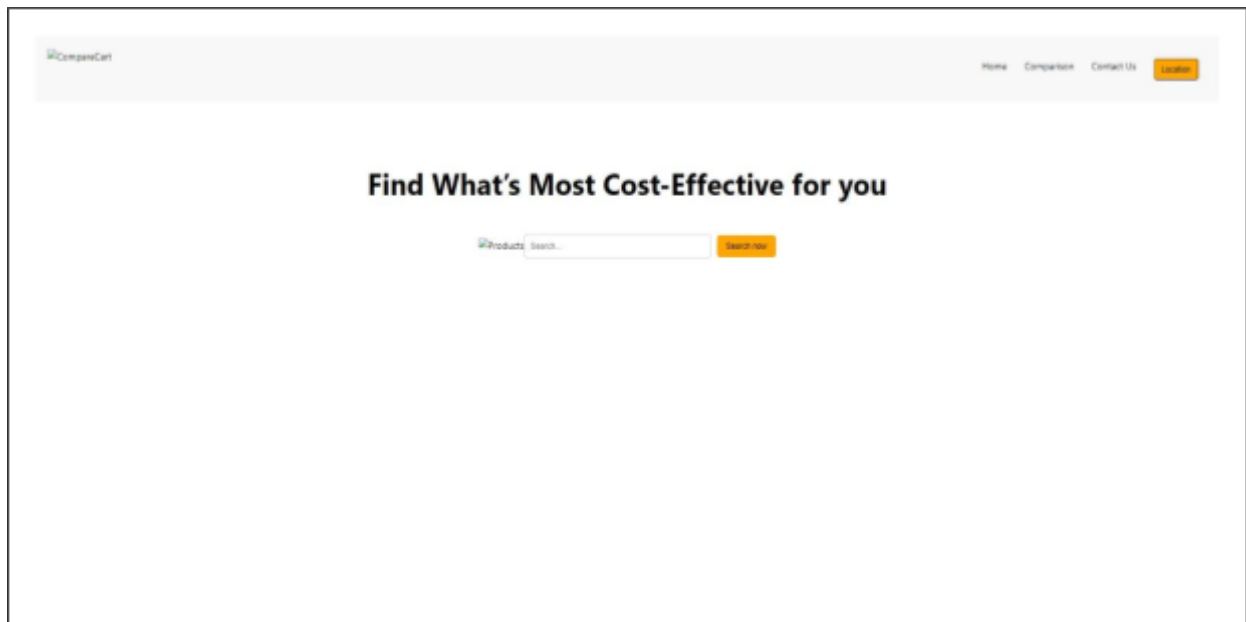 CompareCart
Home Comparison Contact Us Location
Find What's Most Cost-Effective for you
Products Search... Search now